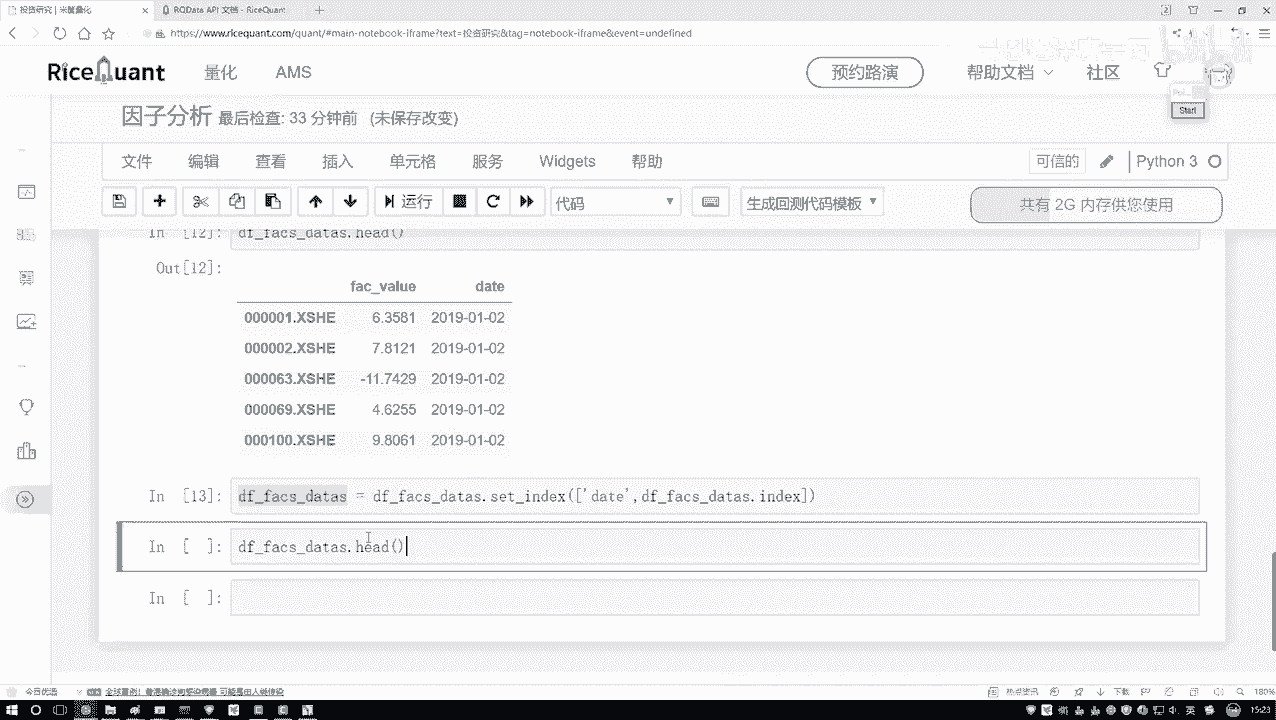 投资研究 | 米筐量化
RQData API 文档 - RiceQuant
https://www.ricequant.com/quant/#main-notebook-iframe?text=投资研究&tag=notebook-iframe&event=undefined
RiceQuant 量化 AMS 预约路演 帮助文档 社区
Start
因子分析 最后检查: 33 分钟前 (未保存改变)
文件 编辑 查看 插入 单元格 服务 Widgets 帮助 可信的 Python 3
运行 代码 生成回测代码模板 共有 2G 内存供您使用
In [12]: df_facs_datas.head()
Out[12]:
fac_value date
000001.XSHE 6.3581 2019-01-02
000002.XSHE 7.8121 2019-01-02
000063.XSHE -11.7429 2019-01-02
000069.XSHE 4.6255 2019-01-02
000100.XSHE 9.8061 2019-01-02
In [13]: df_facs_datas = df_facs_datas.set_index(['date',df_facs_datas.index])
In [ ]: df_facs_datas.head()
In [ ]:
今日优选
热点资讯 下载 180%
英 15:23